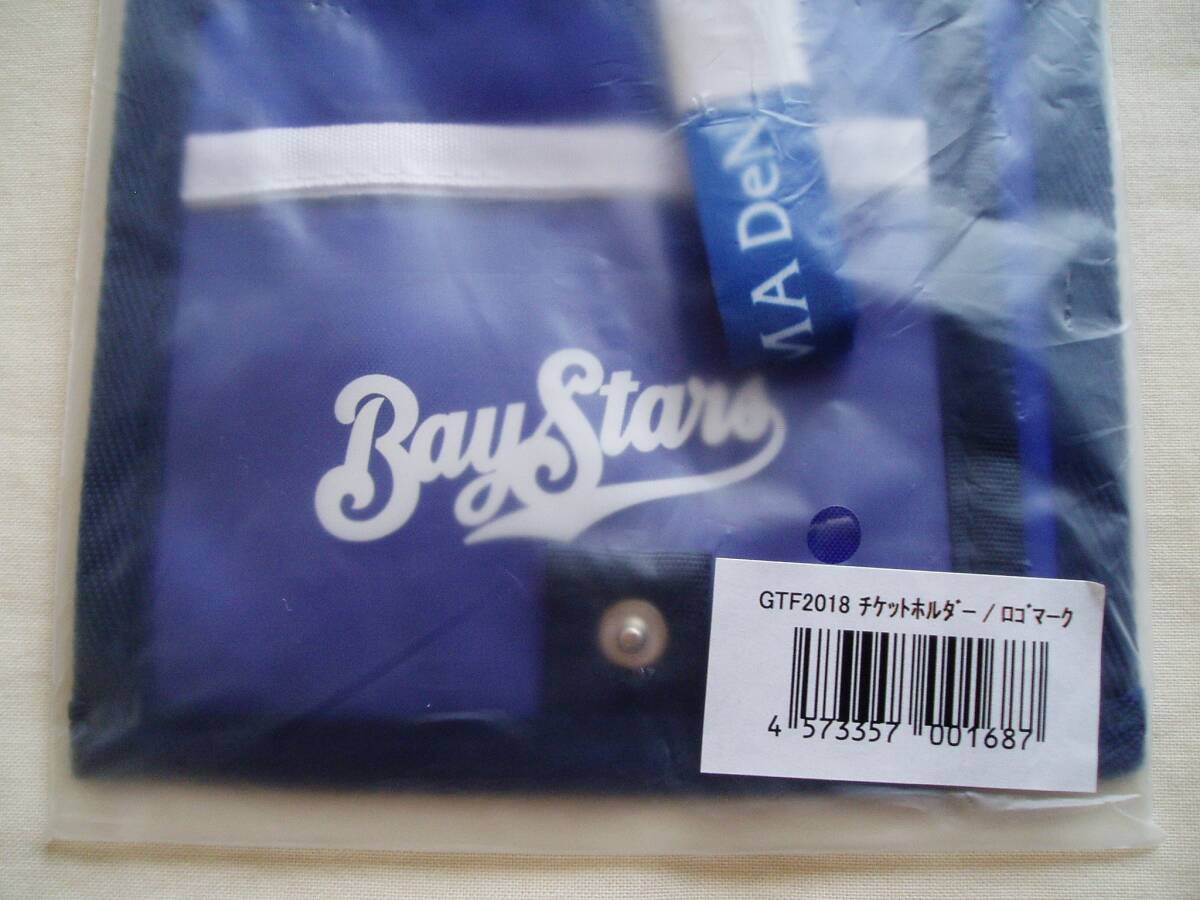 MA DeN
BayStars
GTF2018 ﾁｹｯﾄﾎﾙﾀﾞｰ / ﾛｺﾞﾏｰｸ
4 573357 001687